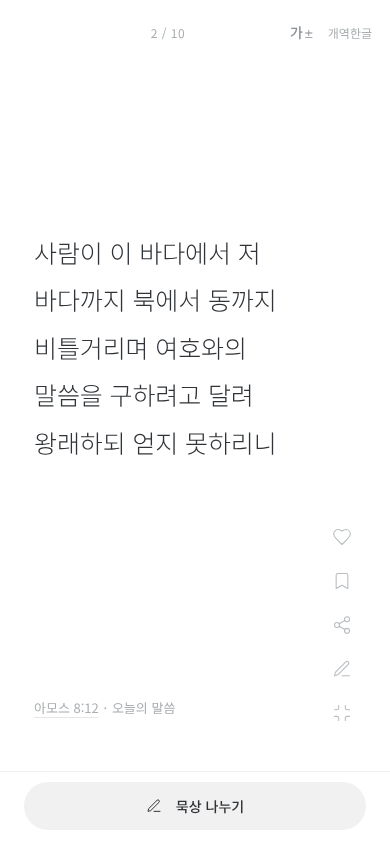 2 / 10
가± 개역한글
사람이 이 바다에서 저
바다까지 북에서 동까지
비틀거리며 여호와의
말씀을 구하려고 달려
왕래하되 얻지 못하리니
아모스 8:12 · 오늘의 말씀
묵상 나누기